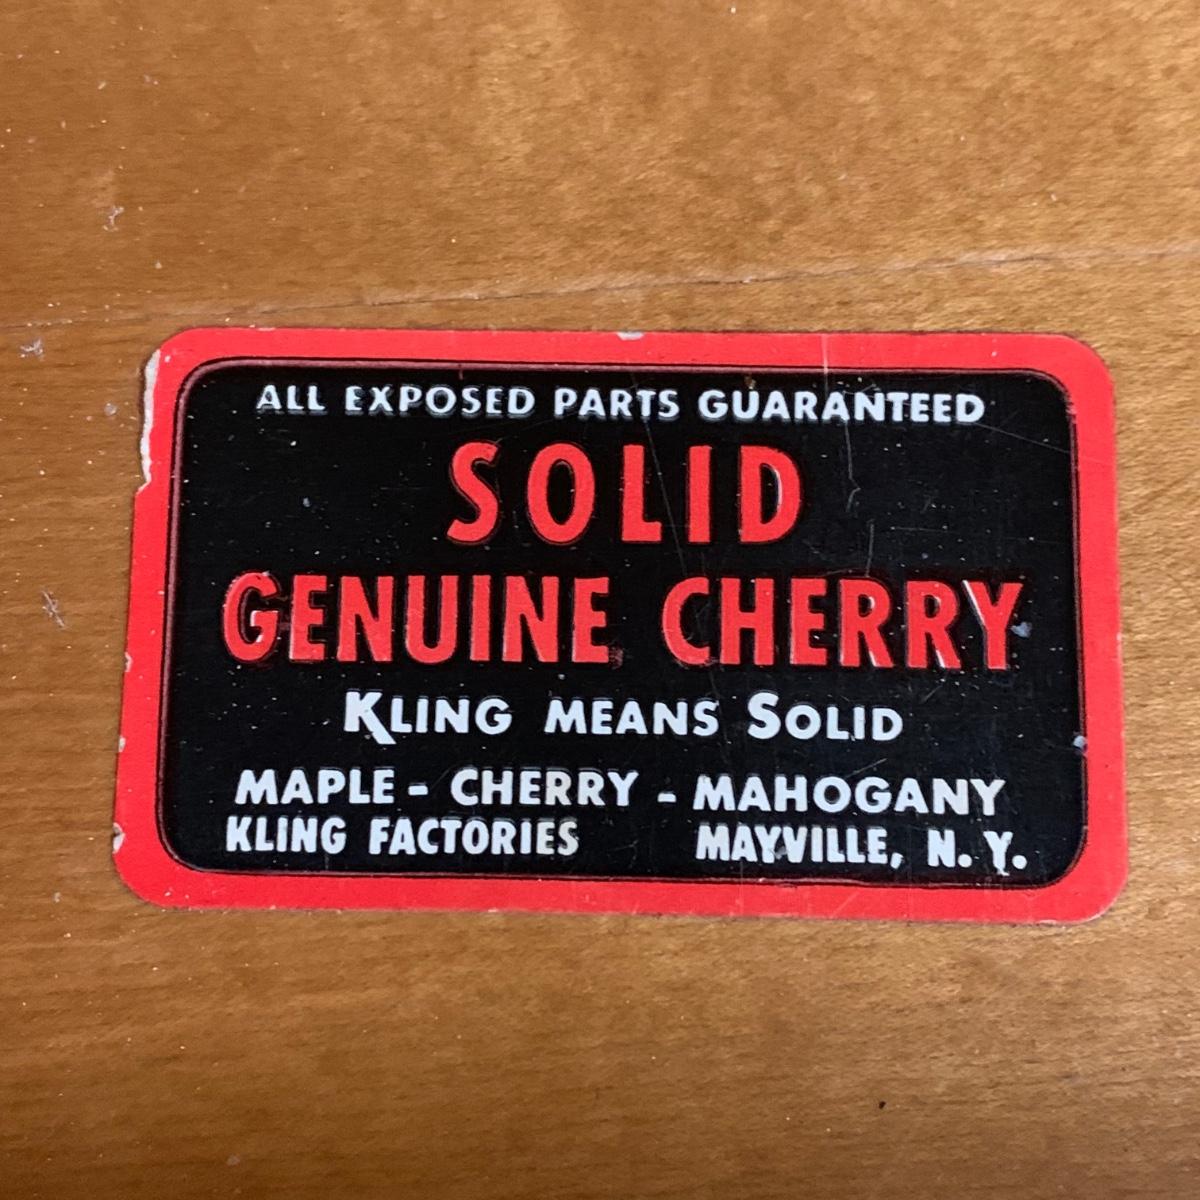 ALL EXPOSED PARTS GUARANTEED
SOLID
GENUINE CHERRY
KLING MEANS SOLID
MAPLE - CHERRY - MAHOGANY
KLING FACTORIES MAYVILLE, N. Y.